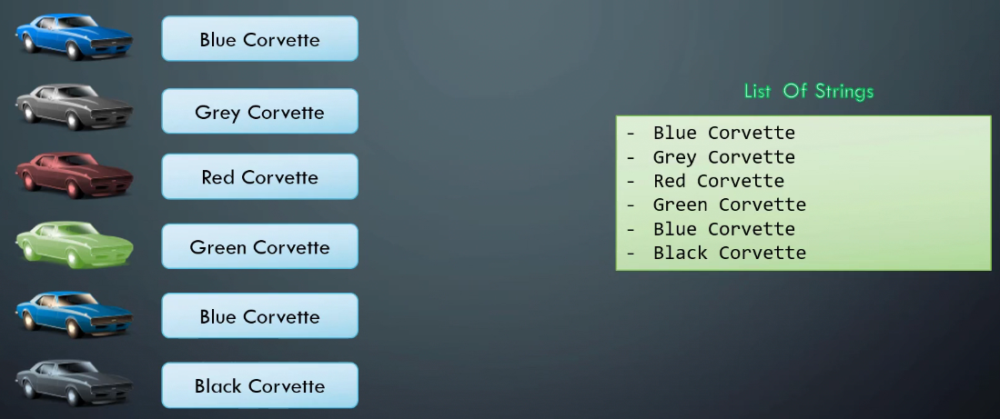 Blue Corvette
Grey Corvette
Red Corvette
Green Corvette
Blue Corvette
Black Corvette
List Of Strings
- Blue Corvette
- Grey Corvette
- Red Corvette
- Green Corvette
- Blue Corvette
- Black Corvette